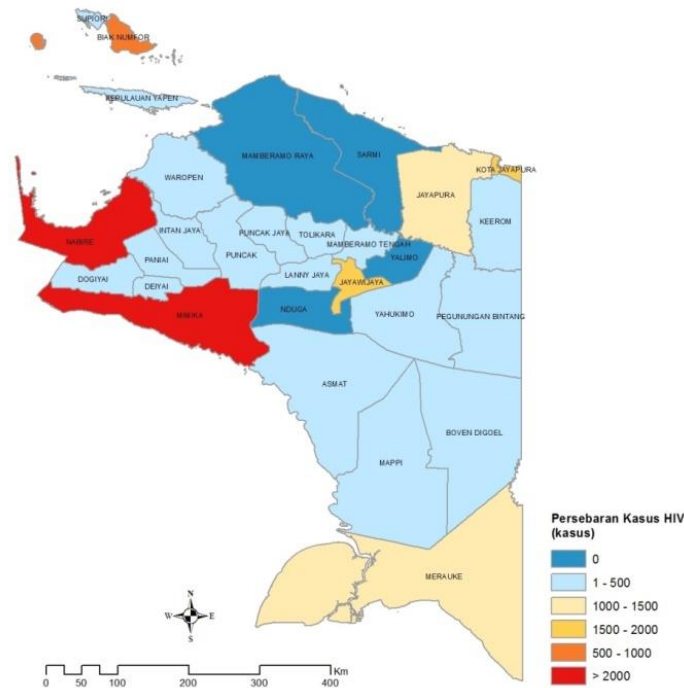 SUPIORI
BIAK NUMFOR
KEPULAUAN YAPEN
MAMBERAMO RAYA
SARMI
KOTA JAYAPURA
WAROPEN
JAYAPURA
KEEROM
NABIRE
INTAN JAYA
PUNCAK JAYA
TOLIKARA
MAMBERAMO TENGAH
PANIAI
PUNCAK
YALIMO
DOGIYAI
DEIYAI
LANNY JAYA
JAYAWIJAYA
MIMIKA
NDUGA
YAHUKIMO
PEGUNUNGAN BINTANG
ASMAT
BOVEN DIGOEL
MAPPI
MERAUKE
Persebaran Kasus HIV
(kasus)
0
1 - 500
1000 - 1500
1500 - 2000
500 - 1000
> 2000
N
W E
S
Km
0 50 100 200 300 400